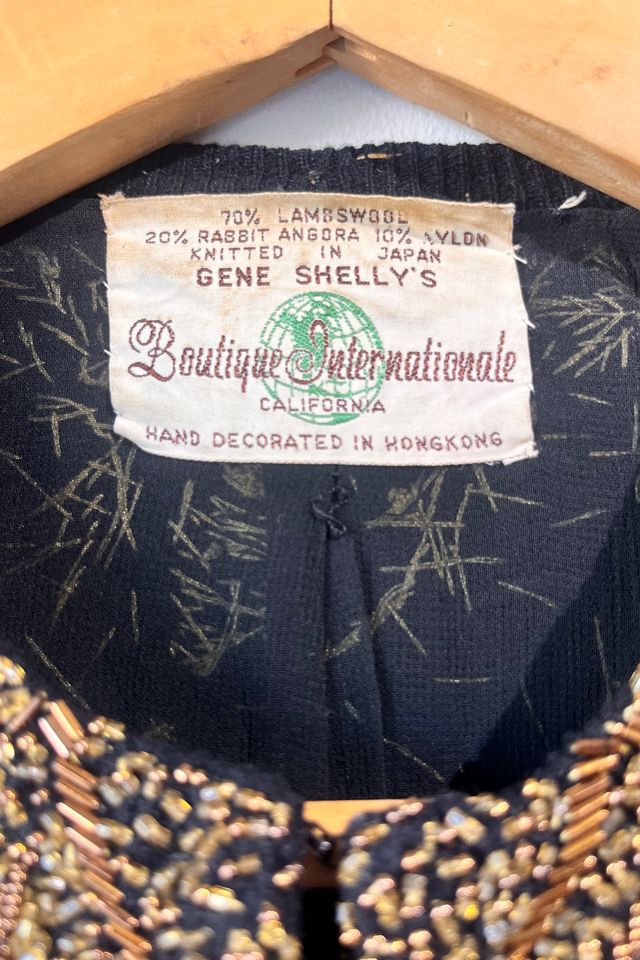 70% LAMBSWOOL
20% RABBIT ANGORA 10% NYLON
KNITTED IN JAPAN
GENE SHELLY'S
Boutique Internationale
CALIFORNIA
HAND DECORATED IN HONGKONG